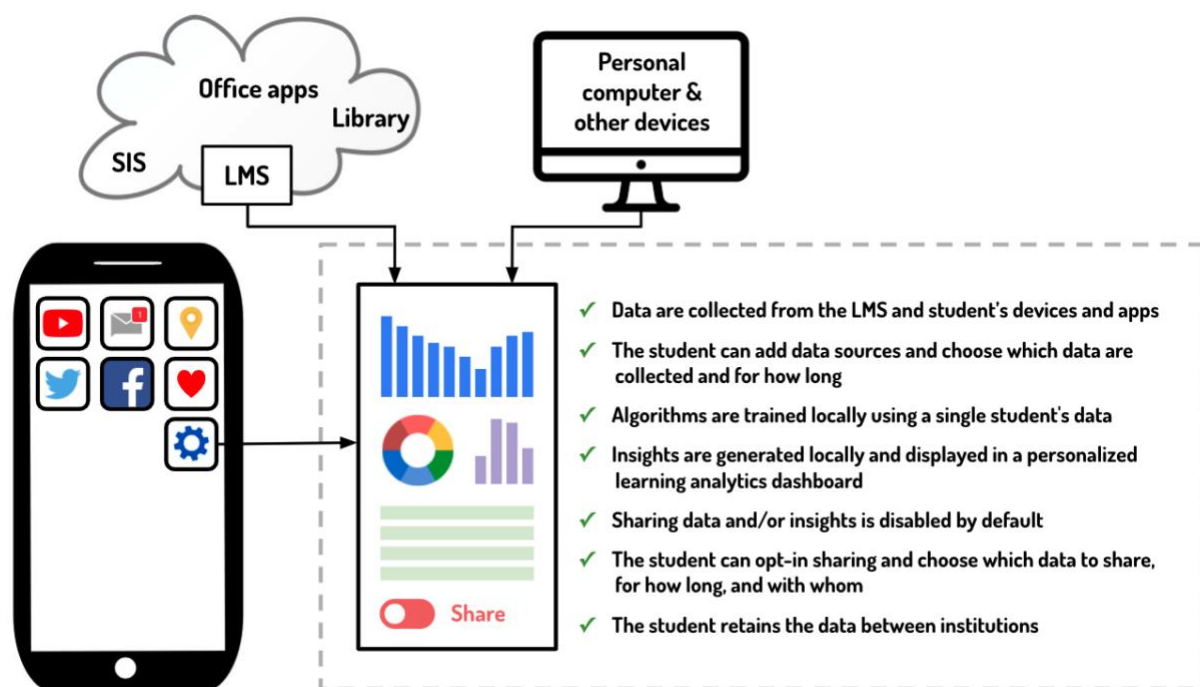 Office apps
Library
SIS
LMS
Personal
computer &
other devices
1
f
Share
✓ Data are collected from the LMS and student's devices and apps
✓ The student can add data sources and choose which data are
collected and for how long
✓ Algorithms are trained locally using a single student's data
✓ Insights are generated locally and displayed in a personalized
learning analytics dashboard
✓ Sharing data and/or insights is disabled by default
✓ The student can opt-in sharing and choose which data to share,
for how long, and with whom
✓ The student retains the data between institutions